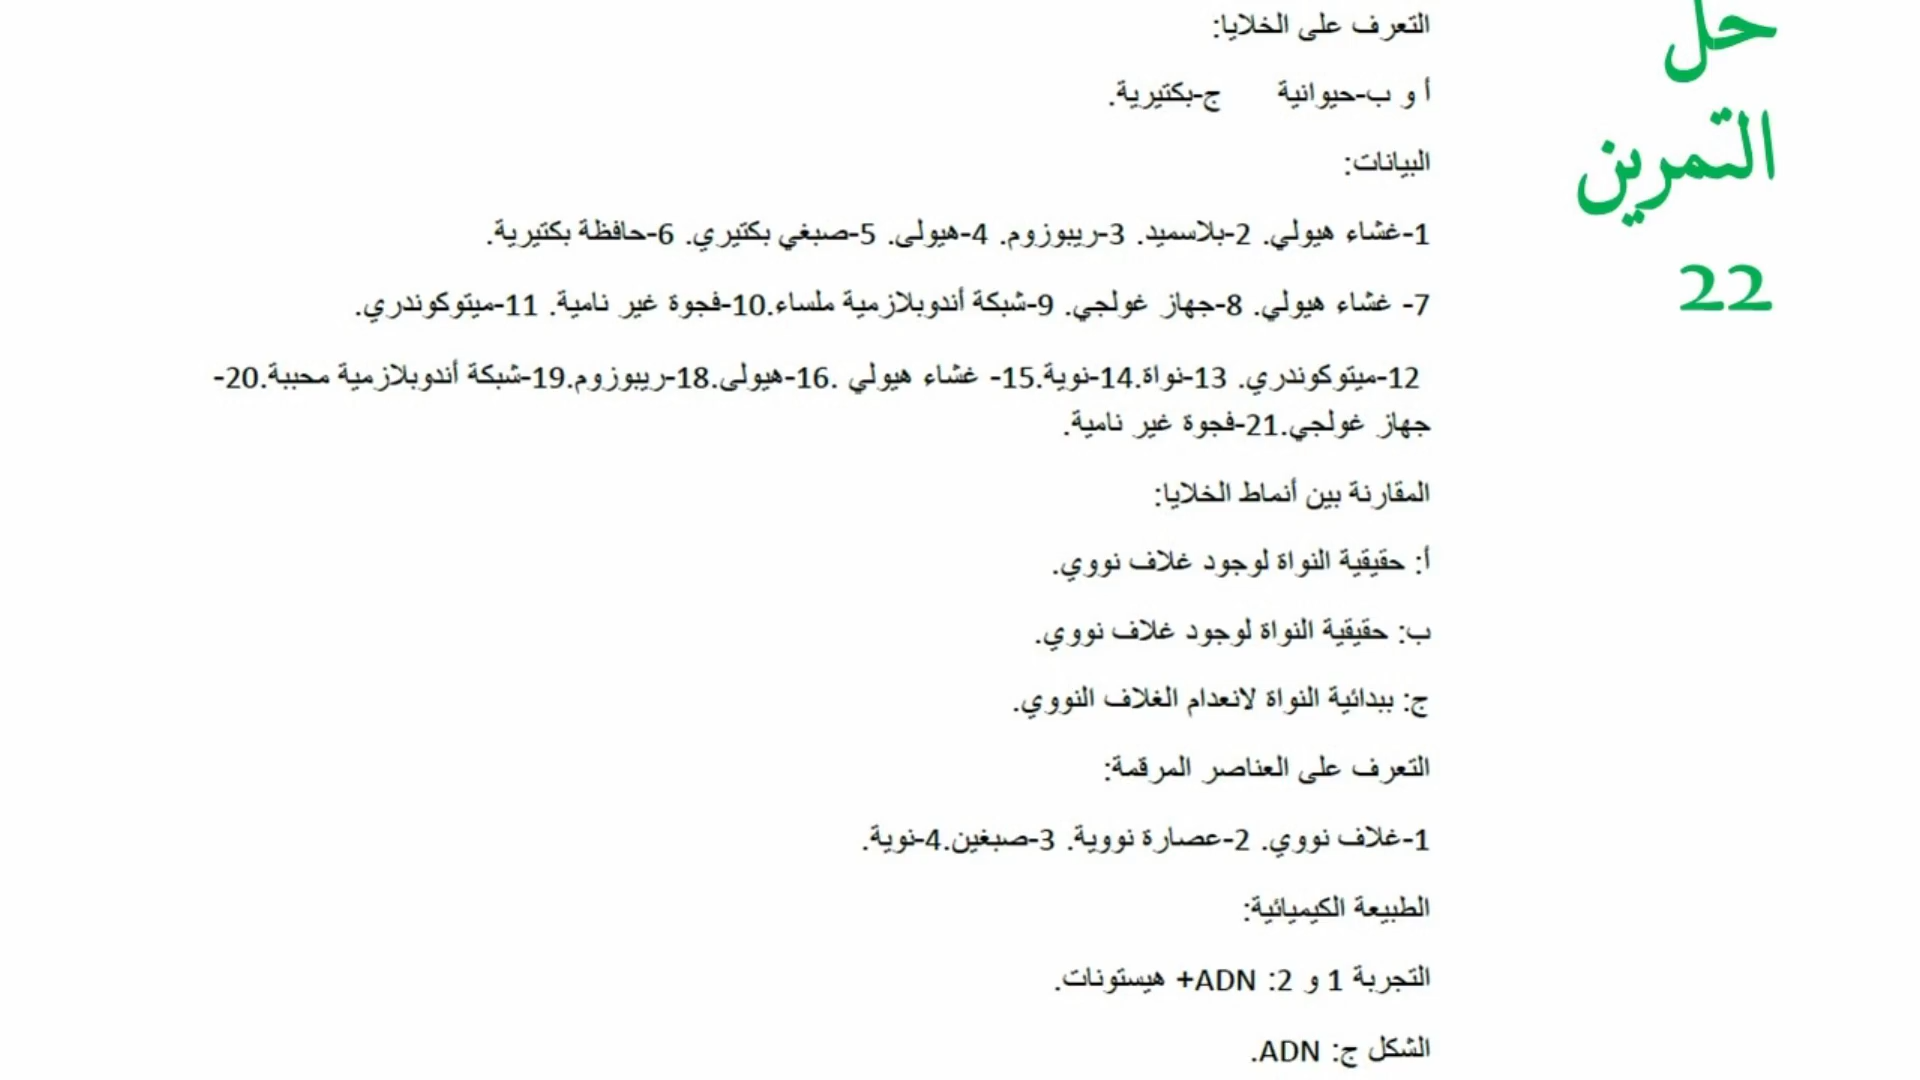 حل
التمرين
22
التعرف على الخلايا:
أ و ب-حيوانية ج-بكتيرية.
البيانات:
1-غشاء هيولي. 2-بلاسميد. 3-ريبوزوم. 4-هيولى. 5-صبغي بكتيري. 6-حافظة بكتيرية.
7- غشاء هيولي. 8-جهاز غولجي. 9-شبكة أندوبلازمية ملساء.10-فجوة غير نامية. 11-ميتوكوندري.
12-ميتوكوندري. 13-نواة.14-نوية.15- غشاء هيولي .16-هيولى.18-ريبوزوم.19-شبكة أندوبلازمية محببة.20-
جهاز غولجي.21-فجوة غير نامية.
المقارنة بين أنماط الخلايا:
أ: حقيقية النواة لوجود غلاف نووي.
ب: حقيقية النواة لوجود غلاف نووي.
ج: ببدائية النواة لانعدام الغلاف النووي.
التعرف على العناصر المرقمة:
1-غلاف نووي. 2-عصارة نووية. 3-صبغين.4-نوية.
الطبيعة الكيميائية:
التجربة 1 و 2: ADN+ هيستونات.
الشكل ج: ADN.